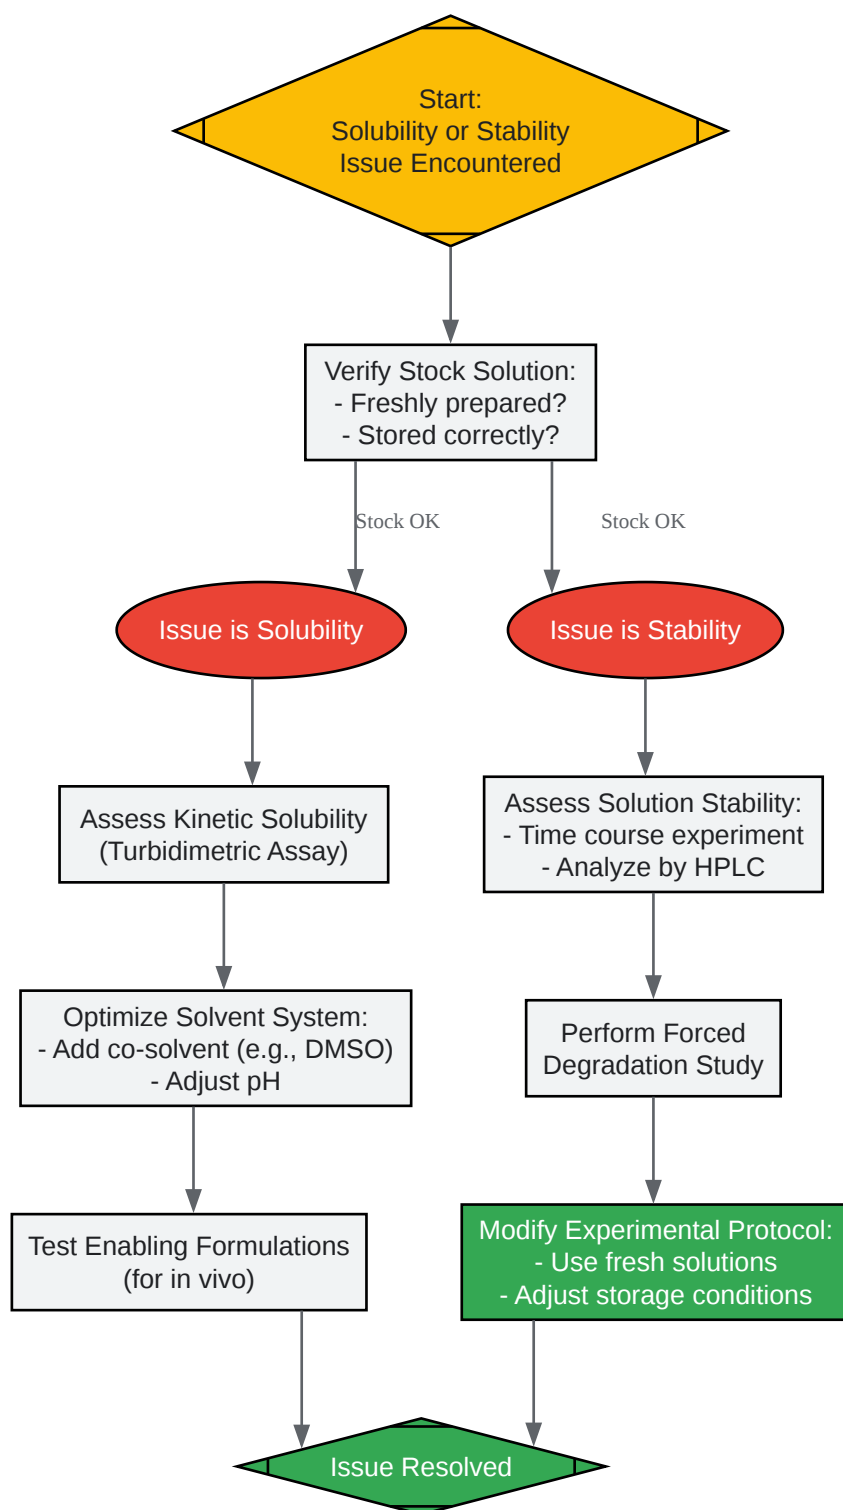 Start:
Solubility or Stability
Issue Encountered
Verify Stock Solution:
- Freshly prepared?
- Stored correctly?
Stock OK
Stock OK
Issue is Solubility
Issue is Stability
Assess Kinetic Solubility
(Turbidimetric Assay)
Assess Solution Stability:
- Time course experiment
- Analyze by HPLC
Optimize Solvent System:
- Add co-solvent (e.g., DMSO)
- Adjust pH
Perform Forced
Degradation Study
Test Enabling Formulations
(for in vivo)
Modify Experimental Protocol:
- Use fresh solutions
- Adjust storage conditions
Issue Resolved